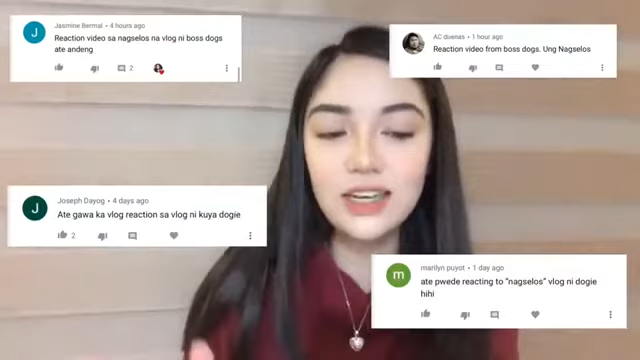 Jasmine Bermal • 4 hours ago
Reaction video sa nagselos na vlog ni boss dogs
ate andeng
2
AC duenas • 1 hour ago
Reaction video from boss dogs. Ung Nagselos
J
J
Joseph Dayog • 4 days ago
Ate gawa ka vlog reaction sa vlog ni kuya dogie
2
m
marilyn puyot • 1 day ago
ate pwede reacting to "nagselos" vlog ni dogie
hihi